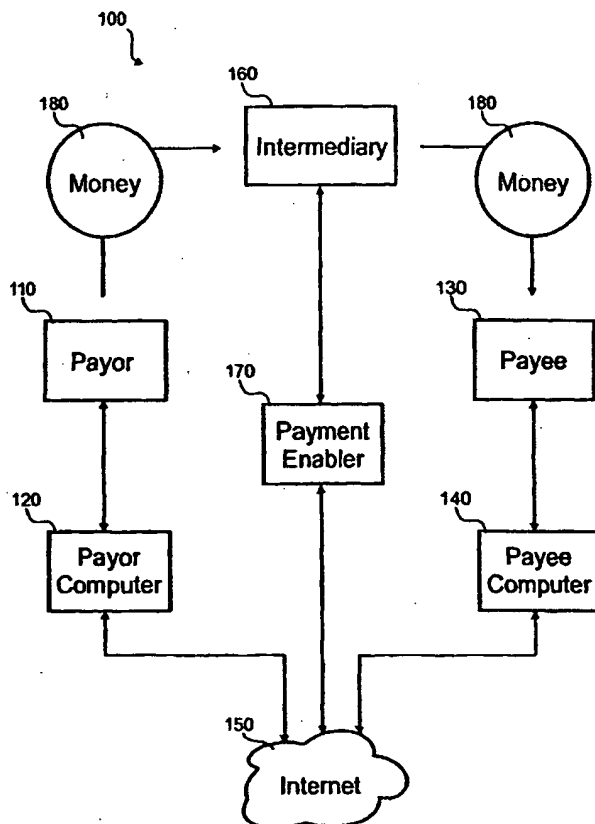 100
180
Money
160
Intermediary
180
Money
110
Payor
130
Payee
170
Payment
Enabler
120
Payor
Computer
140
Payee
Computer
150
Internet